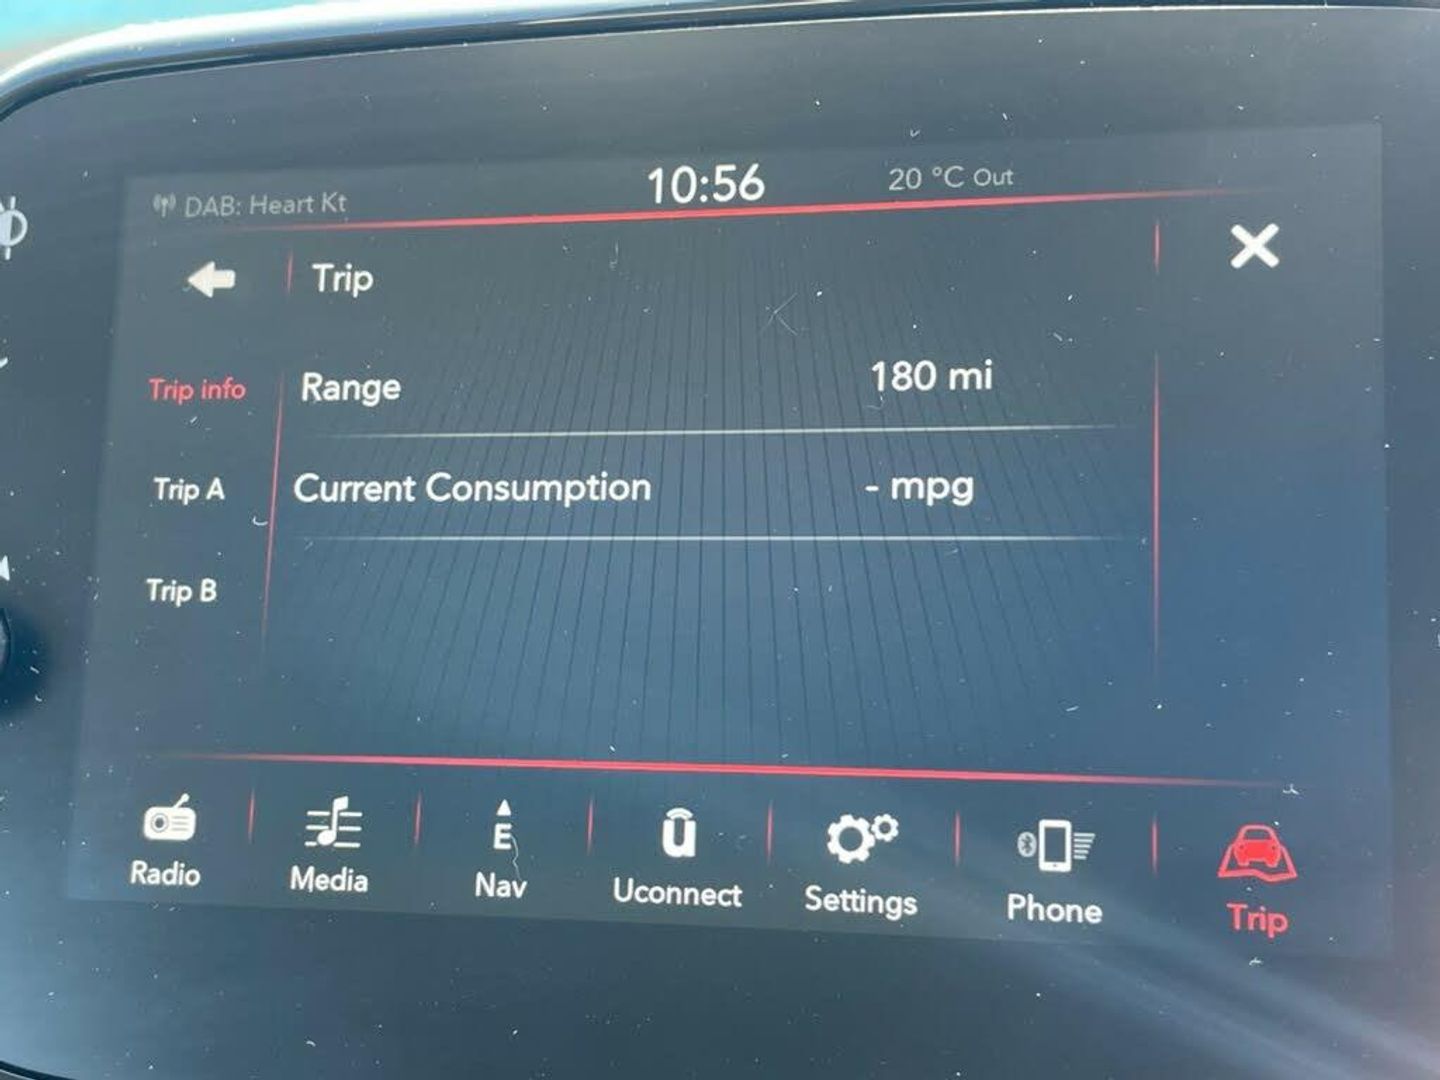 DAB: Heart Kt
10:56
20 °C Out
Trip
Trip info
Range
180 mi
Trip A
Current Consumption
- mpg
Trip B
Radio
Media
E
Nav
u
Uconnect
Settings
Phone
Trip